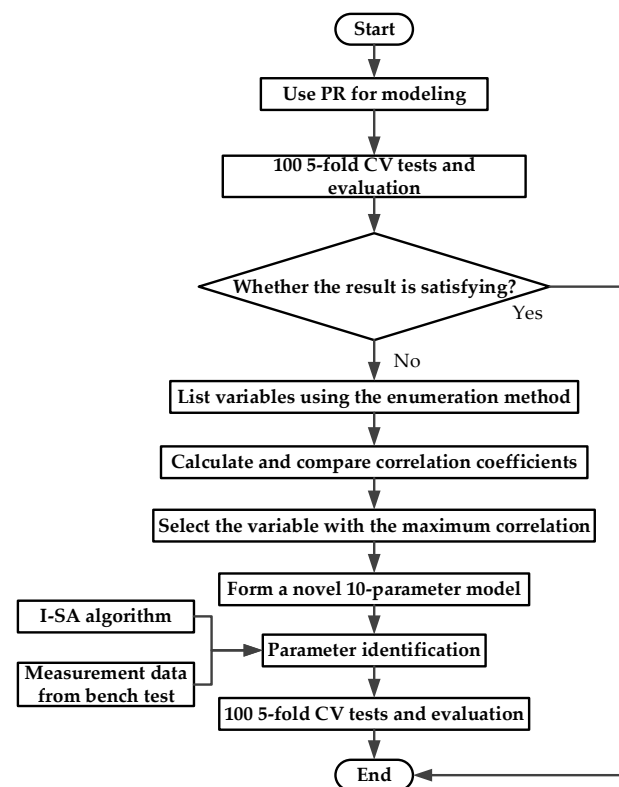 Start
Use PR for modeling
100 5-fold CV tests and
evaluation
Whether the result is satisfying?
Yes
No
List variables using the enumeration method
Calculate and compare correlation coefficients
Select the variable with the maximum correlation
Form a novel 10-parameter model
I-SA algorithm
Parameter identification
Measurement data
from bench test
100 5-fold CV tests and evaluation
End